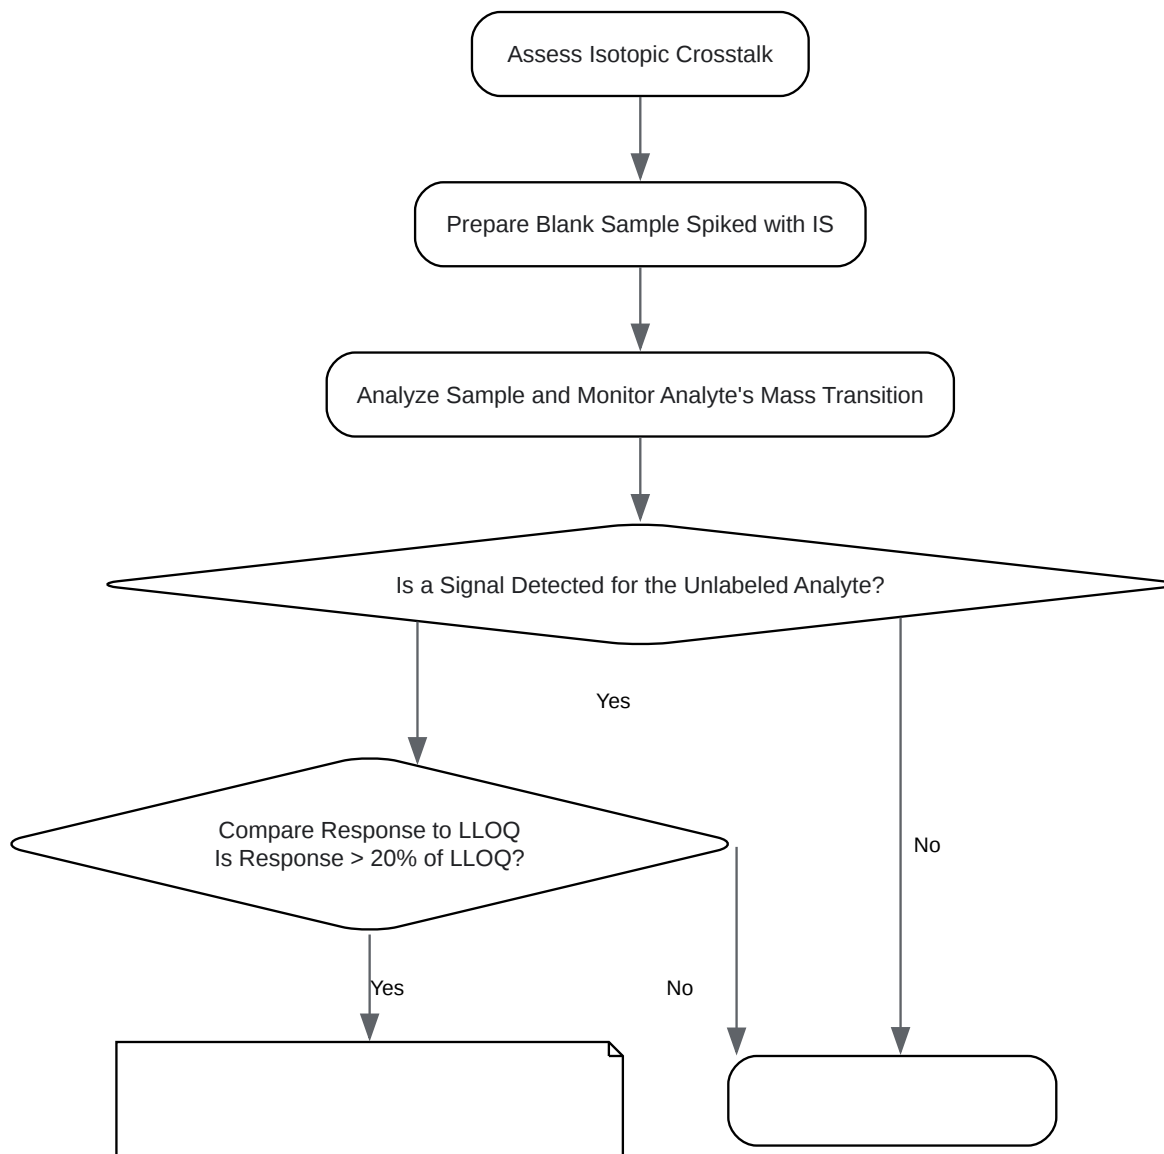 Assess Isotopic Crosstalk
Prepare Blank Sample Spiked with IS
Analyze Sample and Monitor Analyte's Mass Transition
Is a Signal Detected for the Unlabeled Analyte?
Yes
Compare Response to LLOQ
Is Response > 20% of LLOQ?
No
Yes
No